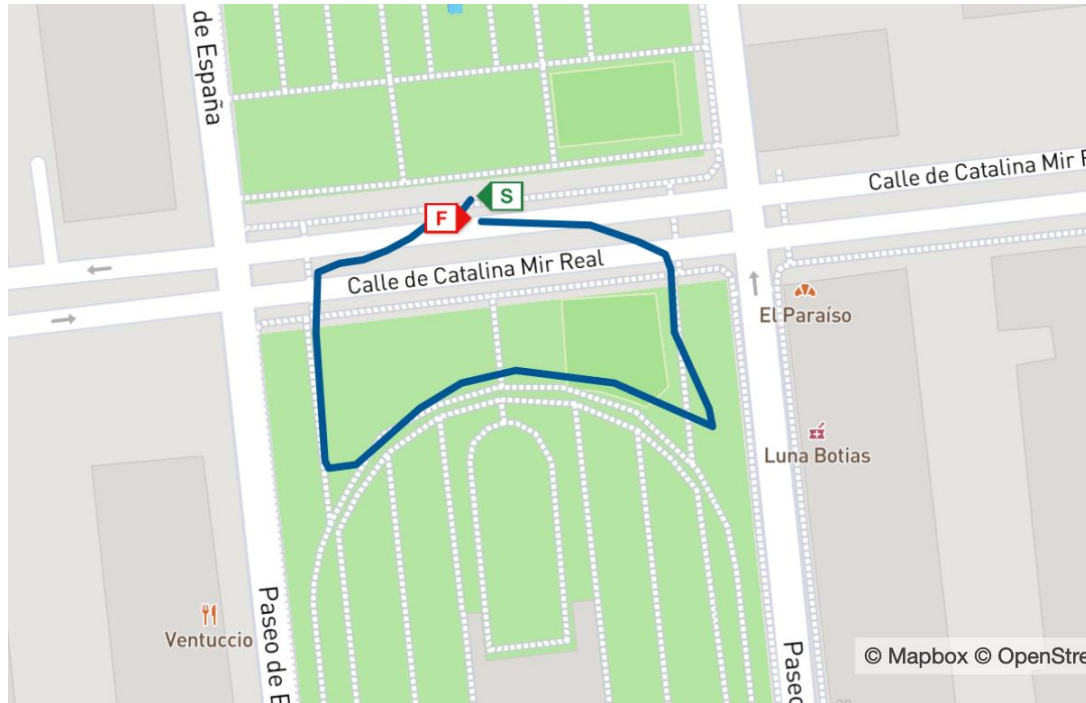 de España
Calle de Catalina Mir R
S
F
Calle de Catalina Mir Real
El Paraíso
Luna Botias
Paseo de E
Ventuccio
Paseo
© Mapbox © OpenStre